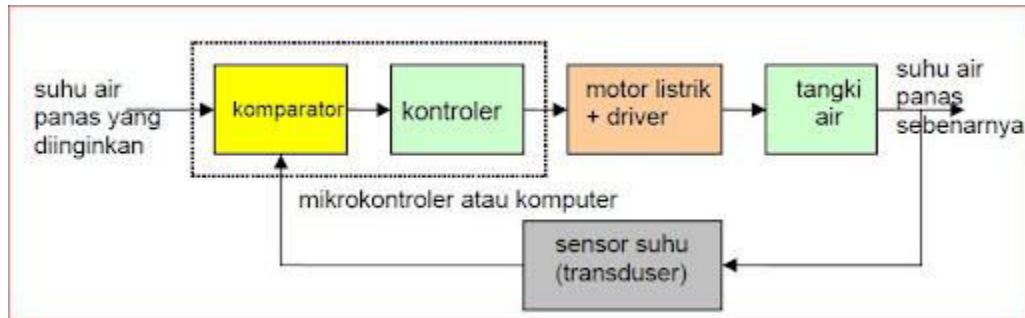 suhu air
panas yang
diinginkan
komparator
kontroler
motor listrik
+ driver
tangki
air
suhu air
panas
sebenarnya
mikrokontroler atau komputer
sensor suhu
(transduser)